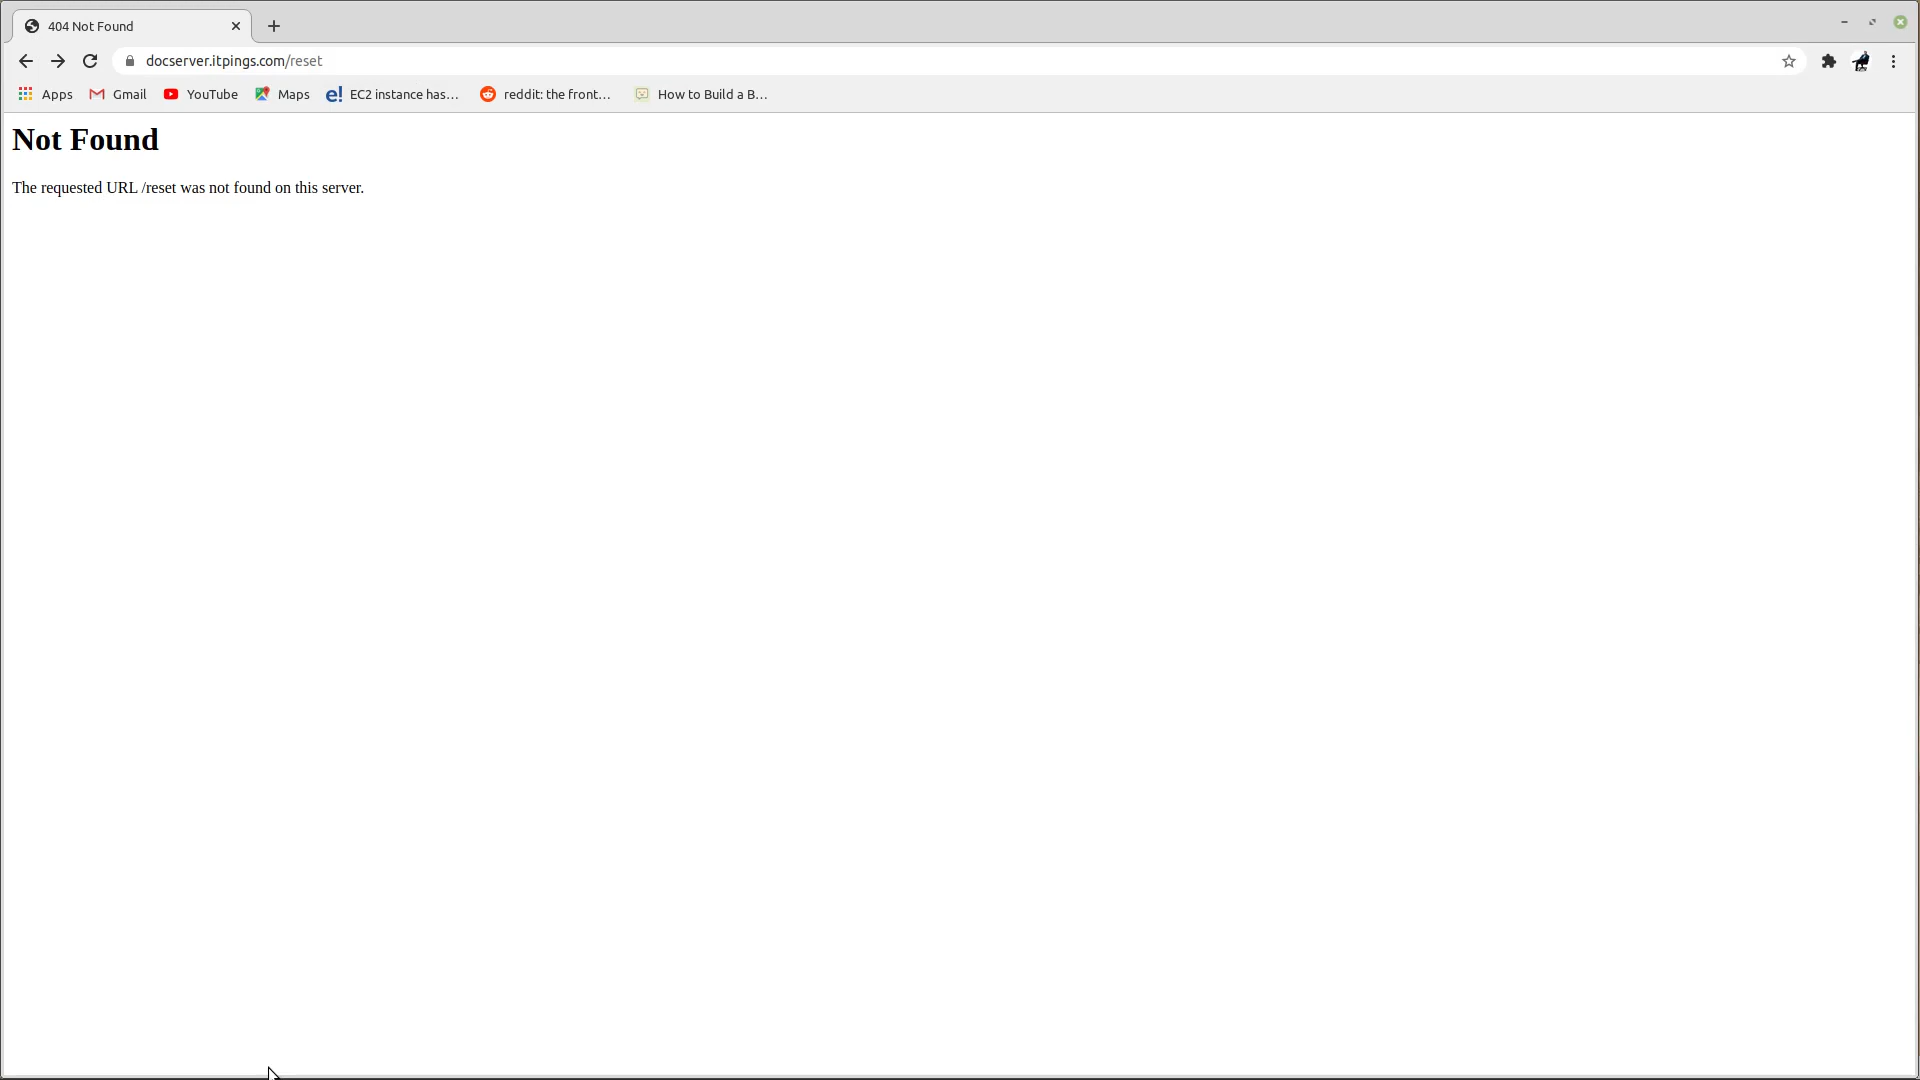 404 Not Found
docserver.itpings.com/reset
Apps Gmail YouTube Maps e! EC2 instance has... reddit: the front... How to Build a B...
Not Found
The requested URL /reset was not found on this server.